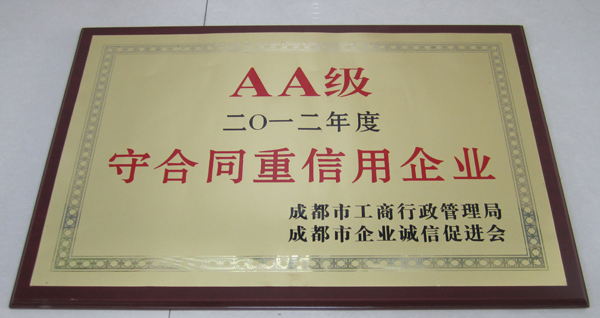 AA级
二〇一二年度
守合同重信用企业
成都市工商行政管理局
成都市企业诚信促进会